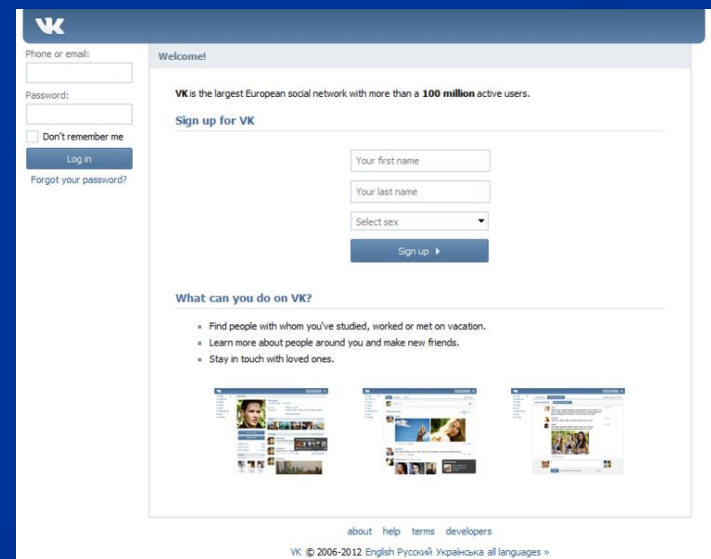 VK
Phone or email:
Password:
Don't remember me
Log in
Forgot your password?
Welcome!
VK is the largest European social network with more than a 100 million active users.
Sign up for VK
Your first name
Your last name
Select sex
Sign up
What can you do on VK?
Find people with whom you've studied, worked or met on vacation.
Learn more about people around you and make new friends.
Stay in touch with loved ones.
about help terms developers
VK © 2006-2012 English Русский Українська all languages »